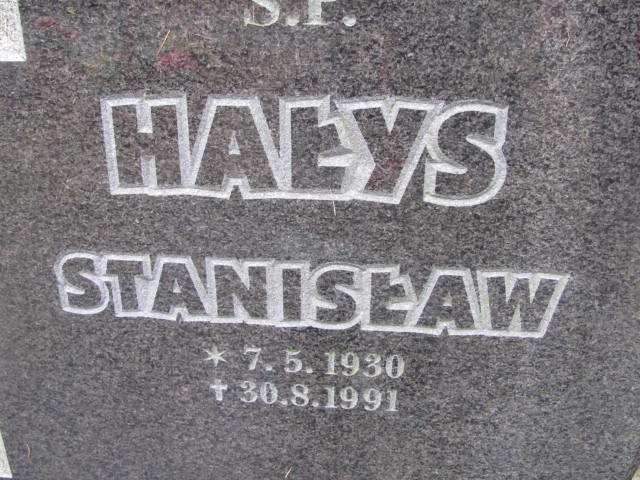 S.P.
HAŁYS
STANISŁAW
* 7.5.1930
✝ 30.8.1991